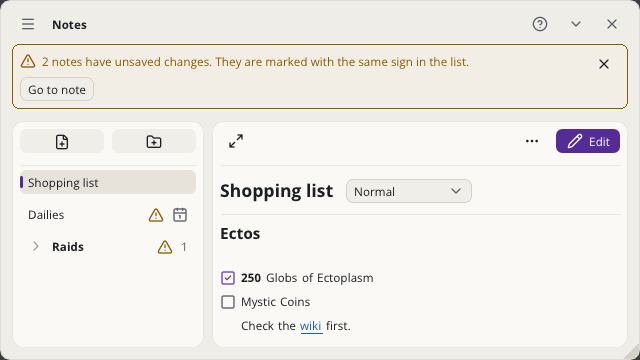 Notes
2 notes have unsaved changes. They are marked with the same sign in the list.
Go to note
Edit
Shopping list
Dailies
1
Raids
1
Shopping list
Normal
Ectos
250 Globs of Ectoplasm
Mystic Coins
Check the wiki first.